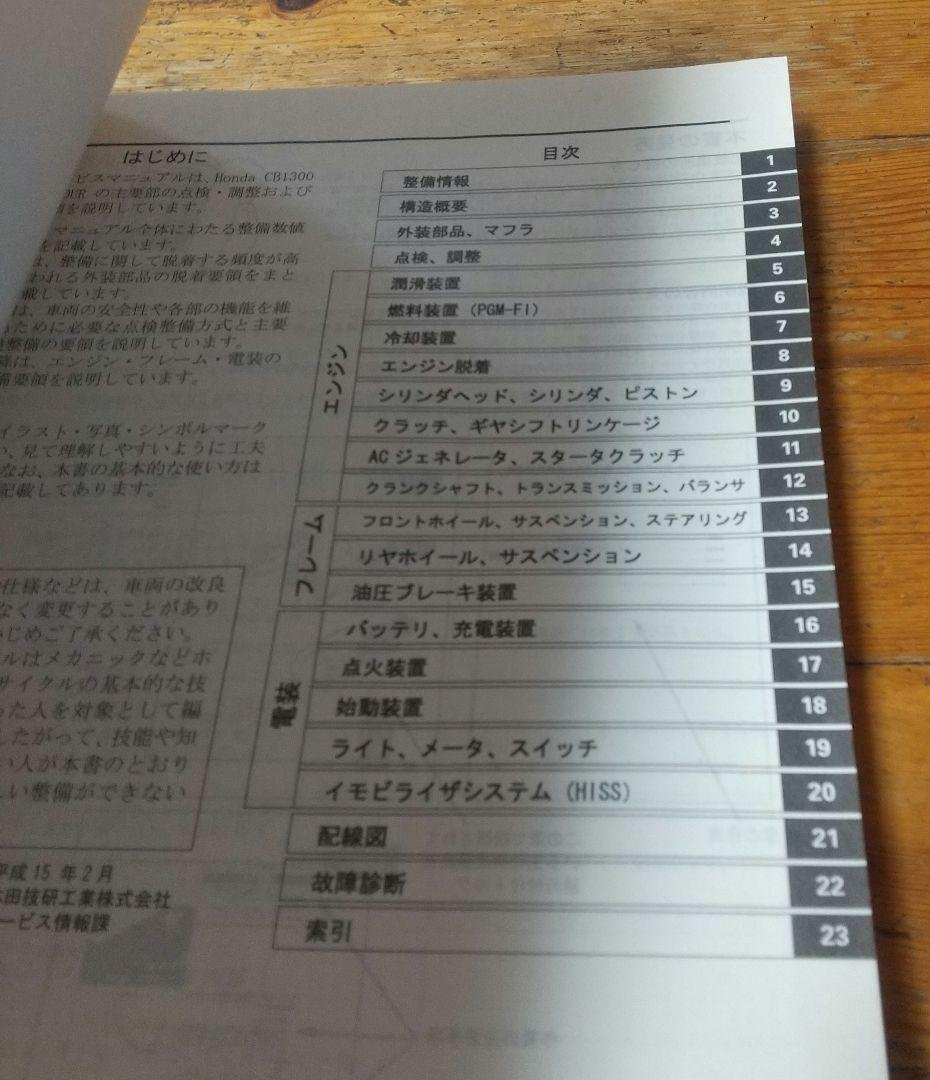 はじめに
ビスマニュアルは、Honda CB1300
の主要部の点検・調整および
を説明しています。
マニュアル全体にわたる整備数値
を記載しています。
は、整備に関して脱着する頻度が高
われる外装部品の脱着要領をまと
載しています。
は、車両の安全性や各部の機能を維
ために必要な点検整備方式と主要
整備の要領を説明しています。
は、エンジン・フレーム・電装の
備要領を説明しています。
イラスト・写真・シンボルマーク
い、見て理解しやすいように工夫
なお、本書の基本的な使い方は
記載してあります。
仕様などは、車両の改良
なく変更することがあり
かじめご了承ください。
ルはメカニックなどホ
サイクルの基本的な技
った人を対象として編
したがって、技能や知
い人が本書のとおり
しい整備ができない
平成15年2月
本田技研工業株式会社
ービス情報課
目次
整備情報 1
構造概要 2
外装部品、マフラ 3
点検、調整 4
エンジン
潤滑装置 5
燃料装置 (PGM-FI) 6
冷却装置 7
エンジン脱着 8
シリンダヘッド、シリンダ、ピストン 9
クラッチ、ギヤシフトリンケージ 10
ACジェネレータ、スタータクラッチ 11
クランクシャフト、トランスミッション、バランサ 12
フレーム
フロントホイール、サスペンション、ステアリング 13
リヤホイール、サスペンション 14
油圧ブレーキ装置 15
電装
バッテリ、充電装置 16
点火装置 17
始動装置 18
ライト、メータ、スイッチ 19
イモビライザシステム (HISS) 20
配線図 21
故障診断 22
索引 23